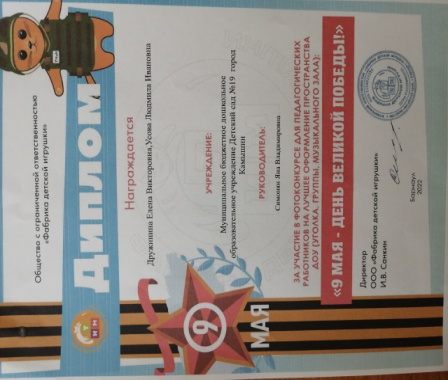 Общество с ограниченной ответственностью
«Фабрика детской игрушки»
ДИПЛОМ
Награждается
Дружинина Елена Викторовна,Усова Людмила Ивановна
УЧРЕЖДЕНИЕ:
Муниципальное бюджетное дошкольное
образовательное учреждение Детский сад №19 город
Камышин
РУКОВОДИТЕЛЬ:
Симонян Яна Владимировна
ЗА УЧАСТИЕ В ФОТОКОНКУРСЕ ДЛЯ ПЕДАГОГИЧЕСКИХ
РАБОТНИКОВ НА ЛУЧШЕЕ ОФОРМЛЕНИЕ ПРОСТРАНСТВА
ДОУ (УГОЛКА, ГРУППЫ, МУЗЫКАЛЬНОГО ЗАЛА):
«9 МАЯ - ДЕНЬ ВЕЛИКОЙ ПОБЕДЫ!»
Директор
ООО «Фабрика детской игрушки»
И.В. Санкин
Барнаул
2022
9
МАЯ